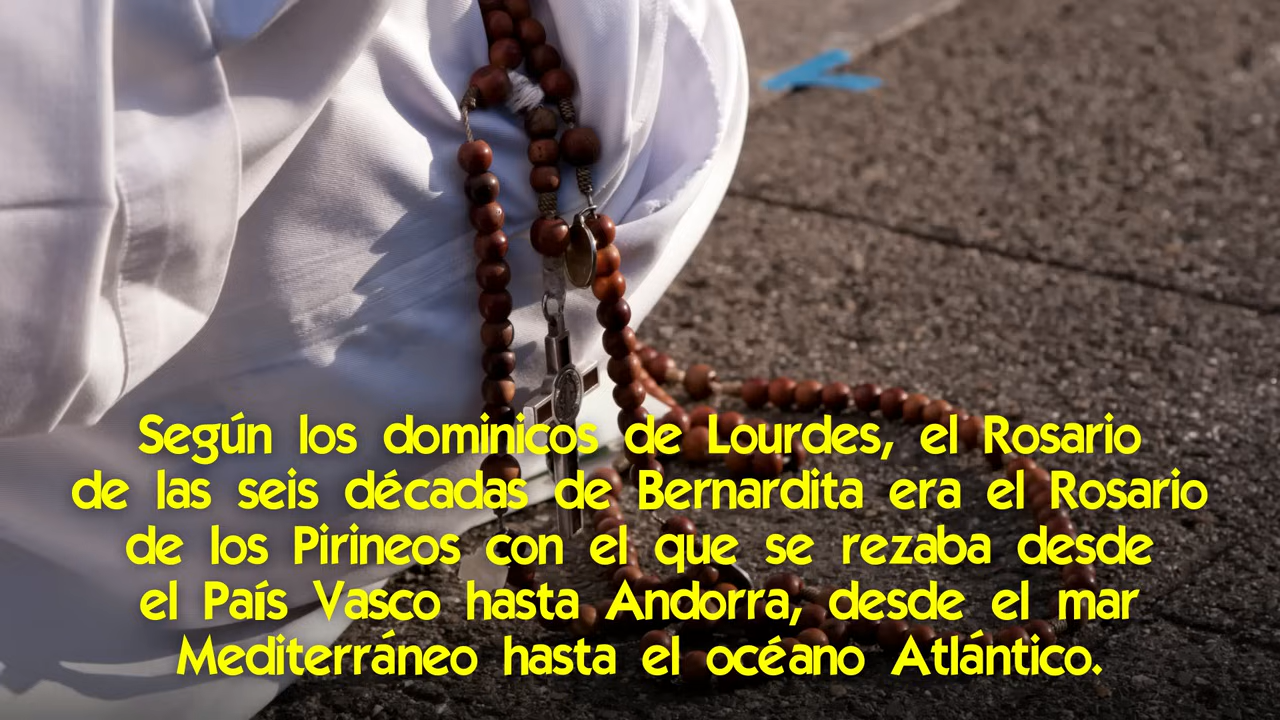 Según los dominicos de Lourdes, el Rosario
de las seis décadas de Bernardita era el Rosario
de los Pirineos con el que se rezaba desde
el País Vasco hasta Andorra, desde el mar
Mediterráneo hasta el océano Atlántico.